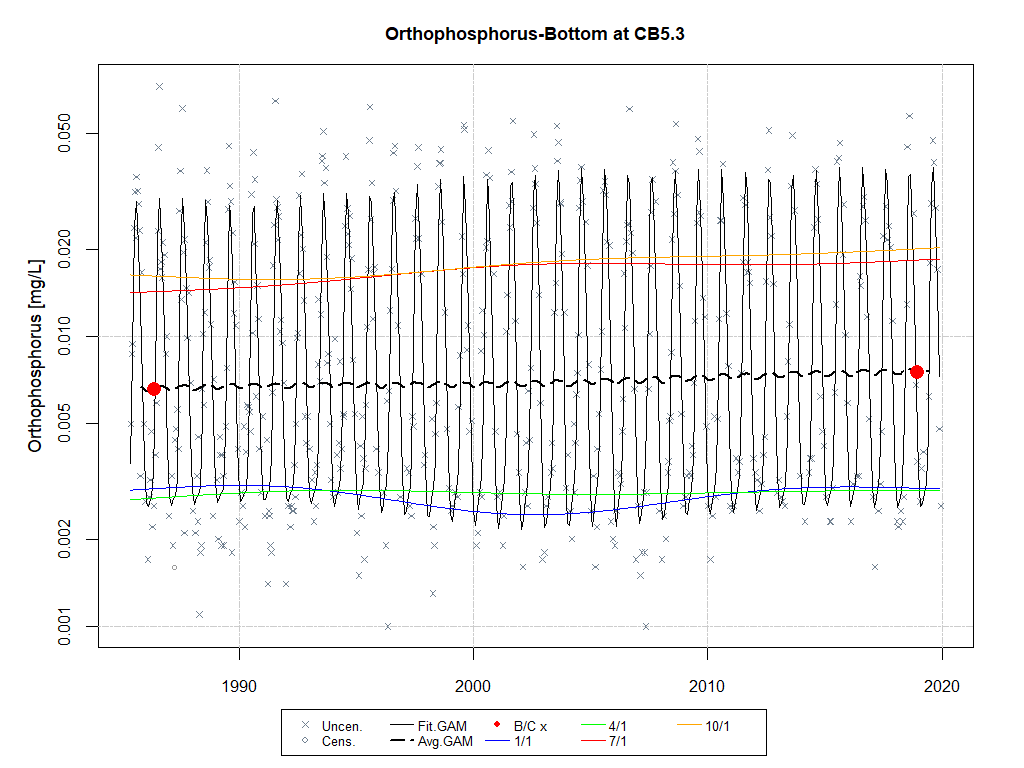 Orthophosphorus-Bottom at CB5.3
Orthophosphorus [mg/L]
0.050
0.020
0.010
0.005
0.002
0.001
1990 2000 2010 2020
Uncen. Fit.GAM B/C x 4/1 10/1
Cens. Avg.GAM 1/1 7/1